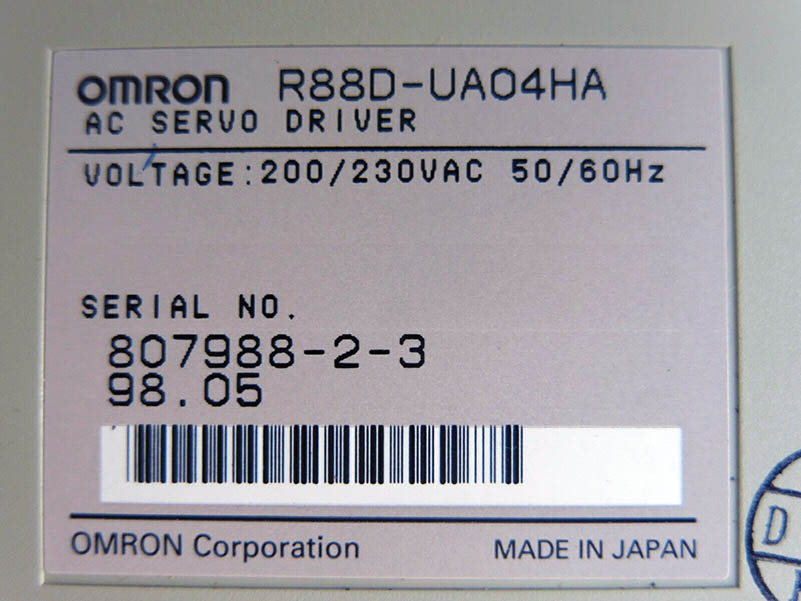 OMRON R88D-UA04HA
AC SERVO DRIVER
VOLTAGE:200/230VAC 50/60Hz
SERIAL NO.
807988-2-3
98.05
OMRON Corporation MADE IN JAPAN
D